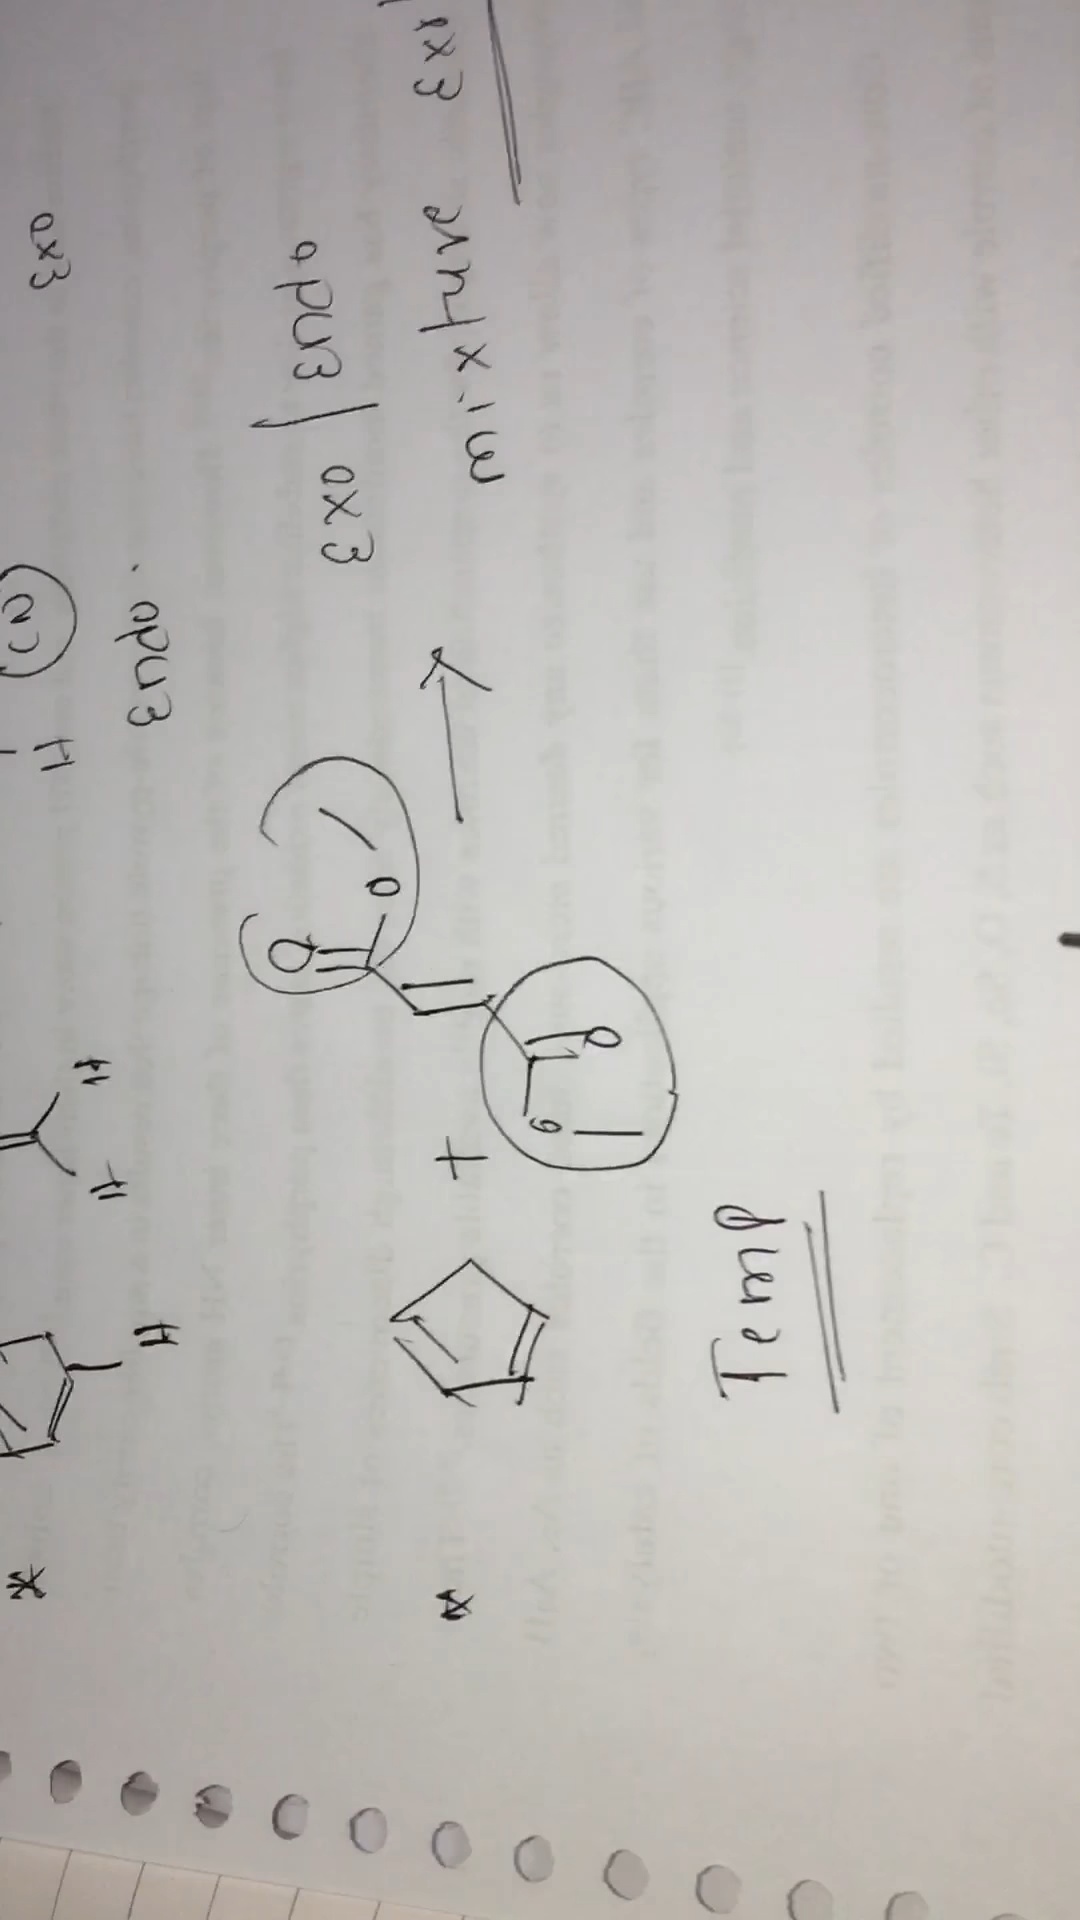 H (N) exo
H H
H endo
exo / endo
O
O
* + mixture exo
O
O
Temp